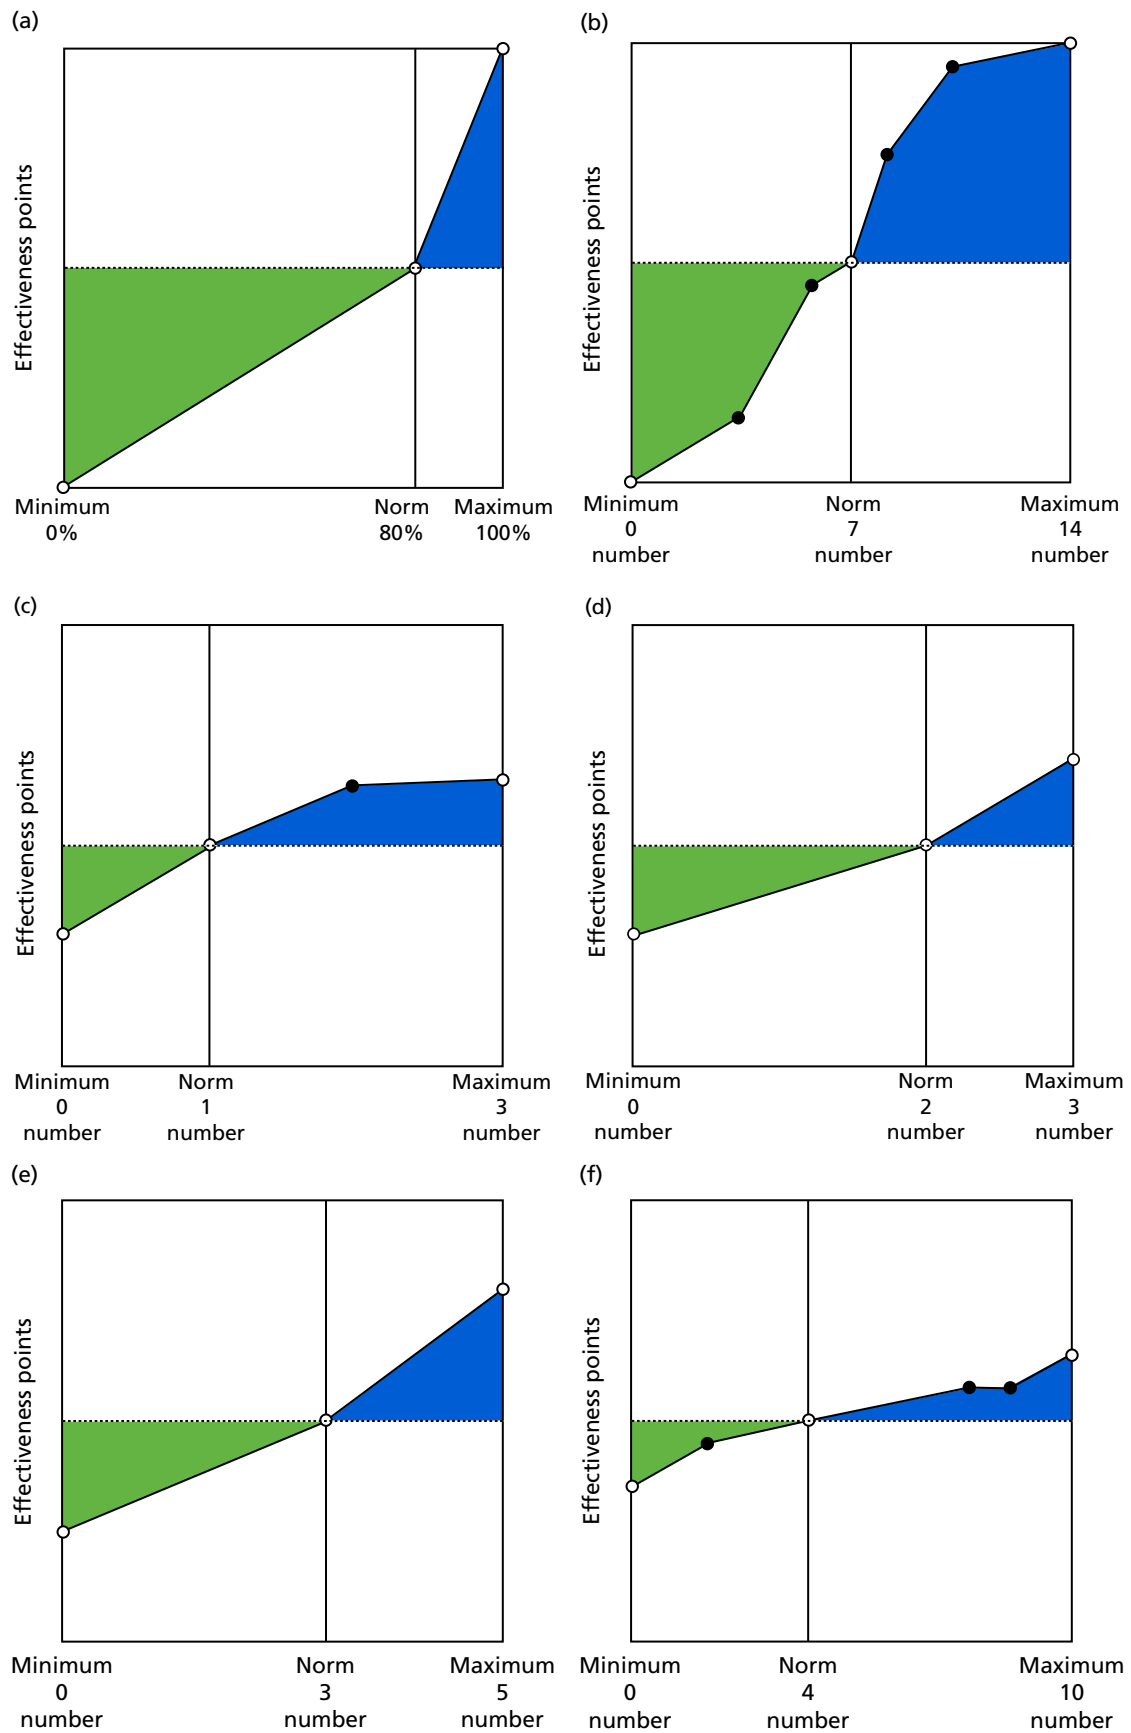 (a)
Effectiveness points
Minimum Norm Maximum
0% 80% 100%
(b)
Effectiveness points
Minimum Norm Maximum
0 7 14
number number number
(c)
Effectiveness points
Minimum Norm Maximum
0 1 3
number number number
(d)
Effectiveness points
Minimum Norm Maximum
0 2 3
number number number
(e)
Effectiveness points
Minimum Norm Maximum
0 3 5
number number number
(f)
Effectiveness points
Minimum Norm Maximum
0 4 10
number number number